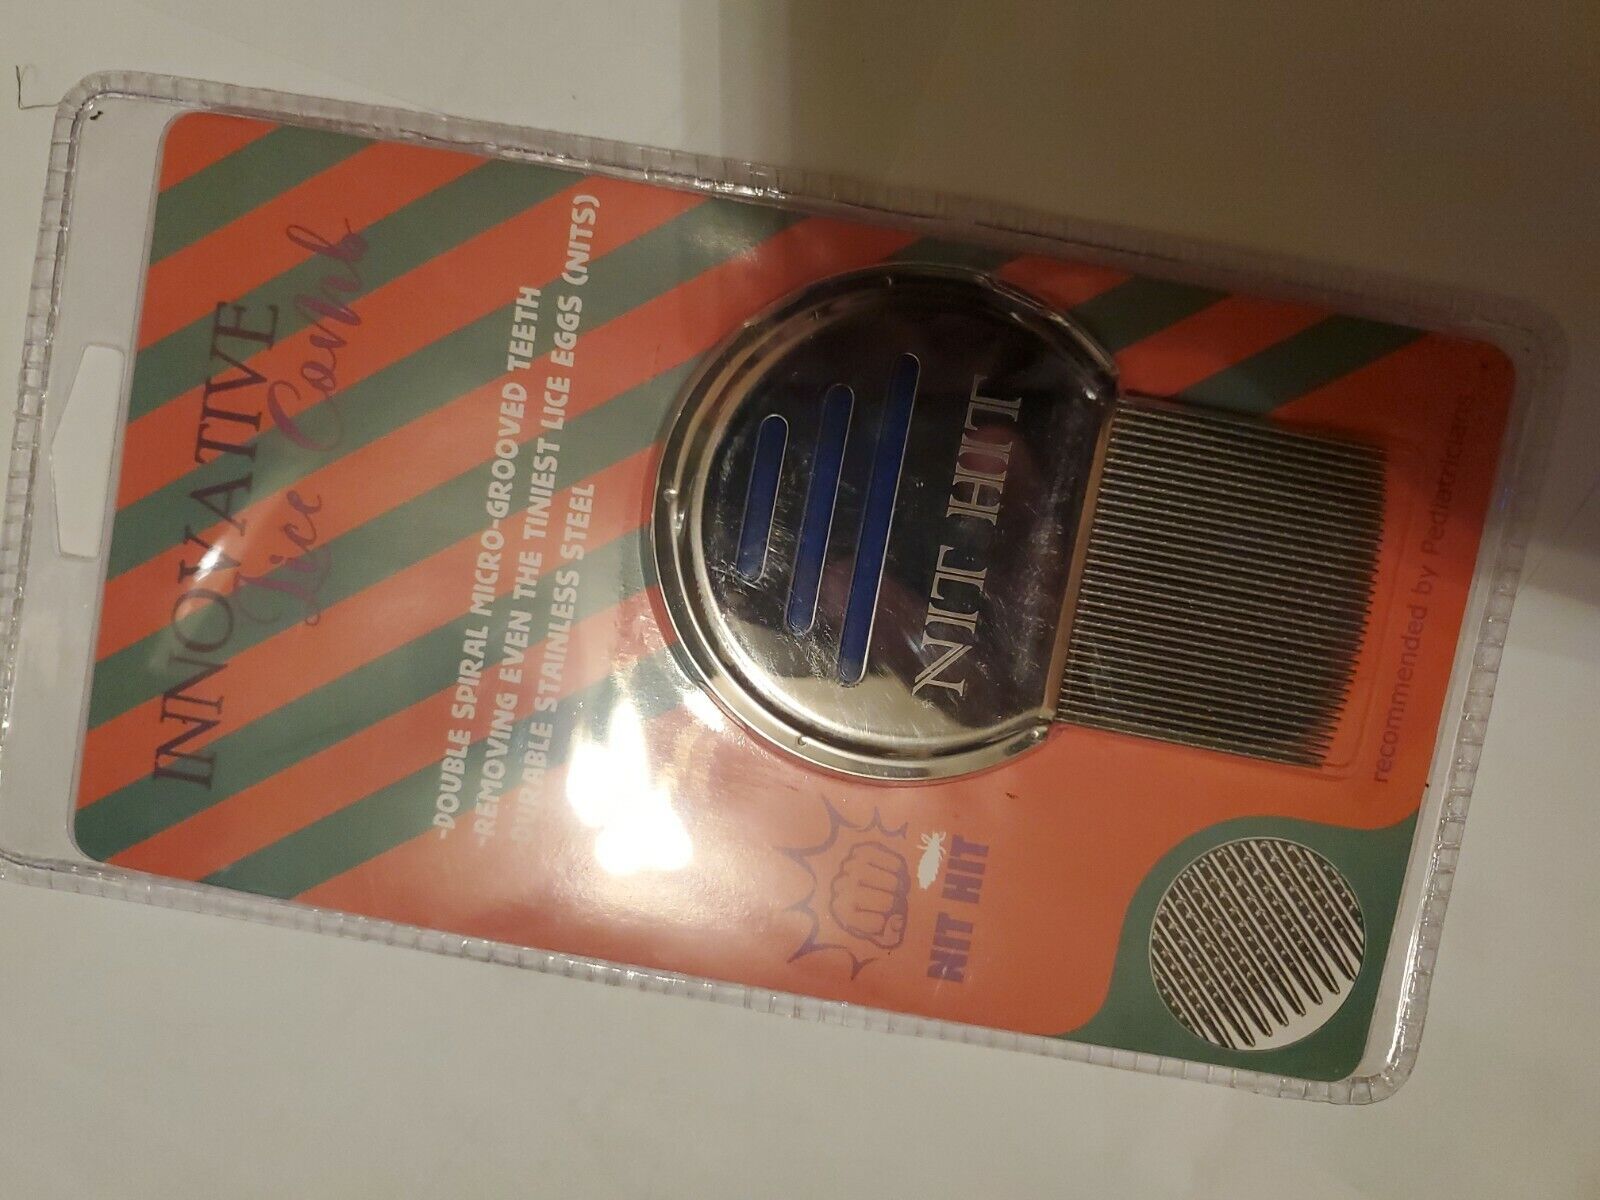 INNOVATIVE
Lice Comb
-DOUBLE SPIRAL MICRO-GROOVED TEETH
-REMOVING EVEN THE TINIEST LICE EGGS (NITS)
-DURABLE STAINLESS STEEL
NIT HIT
NIT HIT
recommended by Pediatricians